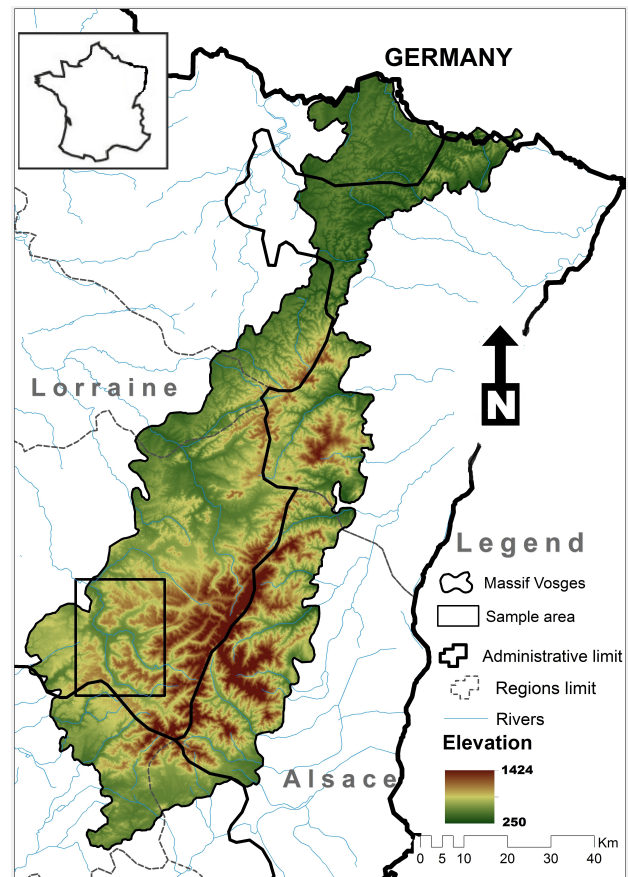 GERMANY
Lorraine
N
Legend
Massif Vosges
Sample area
Administrative limit
Regions limit
Rivers
Elevation
1424
250
Alsace
Km
0 5 10 20 30 40